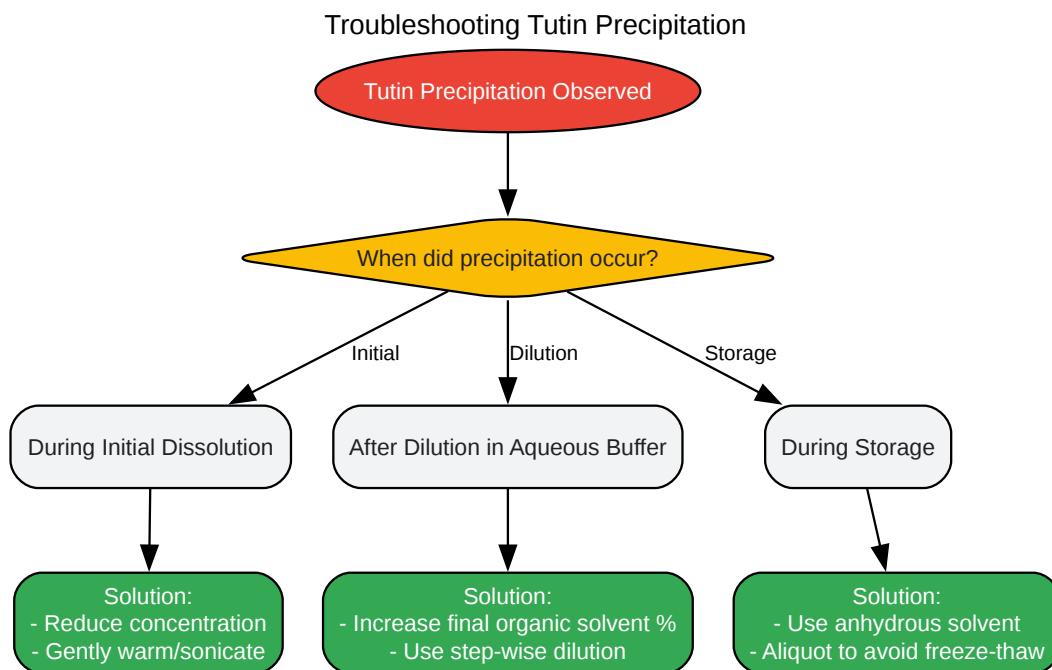 Troubleshooting Tutin Precipitation
Tutin Precipitation Observed
When did precipitation occur?
Initial
Dilution
Storage
During Initial Dissolution
After Dilution in Aqueous Buffer
During Storage
Solution:
- Reduce concentration
- Gently warm/sonicate
Solution:
- Increase final organic solvent %
- Use step-wise dilution
Solution:
- Use anhydrous solvent
- Aliquot to avoid freeze-thaw